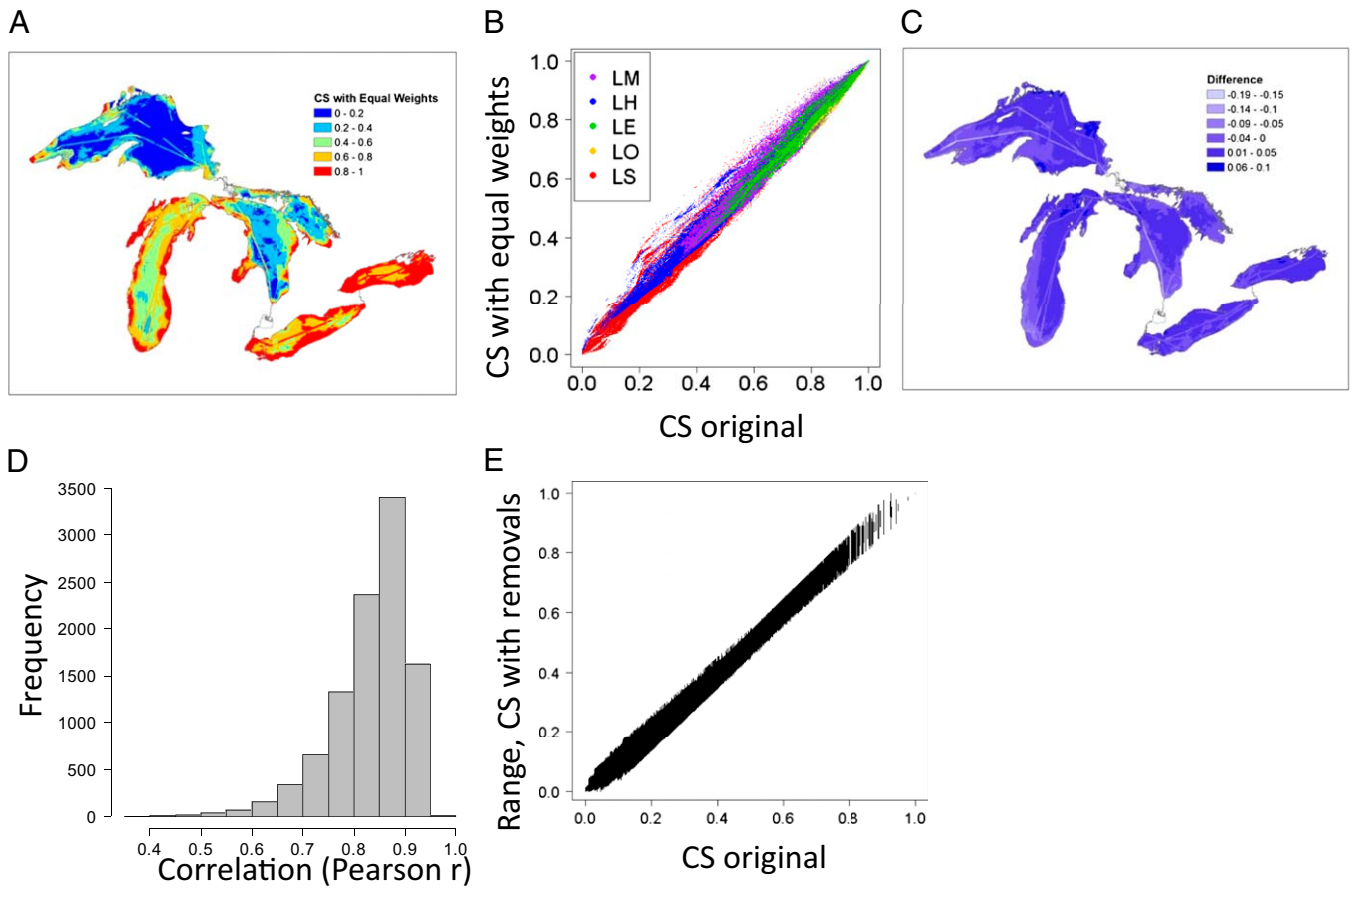 A
CS with Equal Weights
0 - 0.2
0.2 - 0.4
0.4 - 0.6
0.6 - 0.8
0.8 - 1
B
CS with equal weights
1.0
0.8
0.6
0.4
0.2
0.0
LM
LH
LE
LO
LS
0.0 0.2 0.4 0.6 0.8 1.0
CS original
C
Difference
-0.19 - -0.15
-0.14 - -0.1
-0.09 - -0.05
-0.04 - 0
0.01 - 0.05
0.06 - 0.1
D
Frequency
3500
3000
2500
2000
1500
1000
500
0
0.4 0.5 0.6 0.7 0.8 0.9 1.0
Correlation (Pearson r)
E
Range, CS with removals
1.0
0.8
0.6
0.4
0.2
0.0
0.0 0.2 0.4 0.6 0.8 1.0
CS original